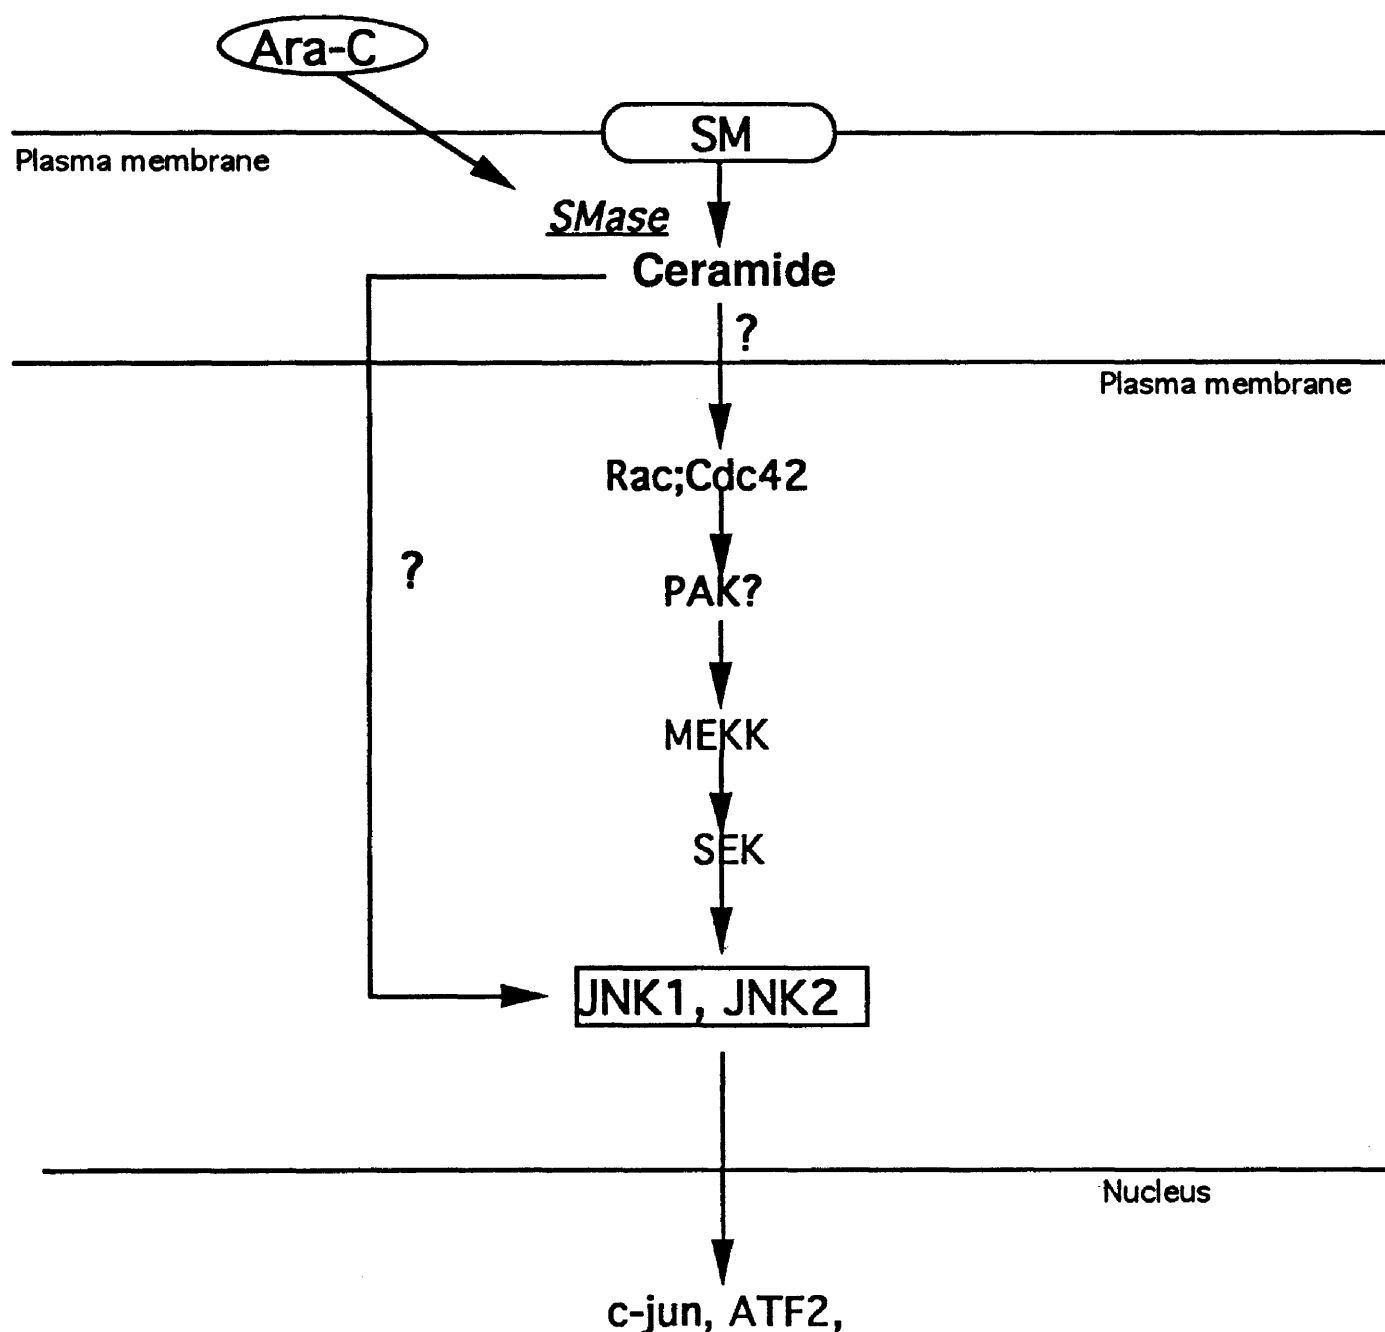 Ara-C
SM
Plasma membrane
SMase
Ceramide
?
Plasma membrane
Rac;Cdc42
?
PAK?
MEKK
SEK
JNK1, JNK2
Nucleus
c-jun, ATF2,